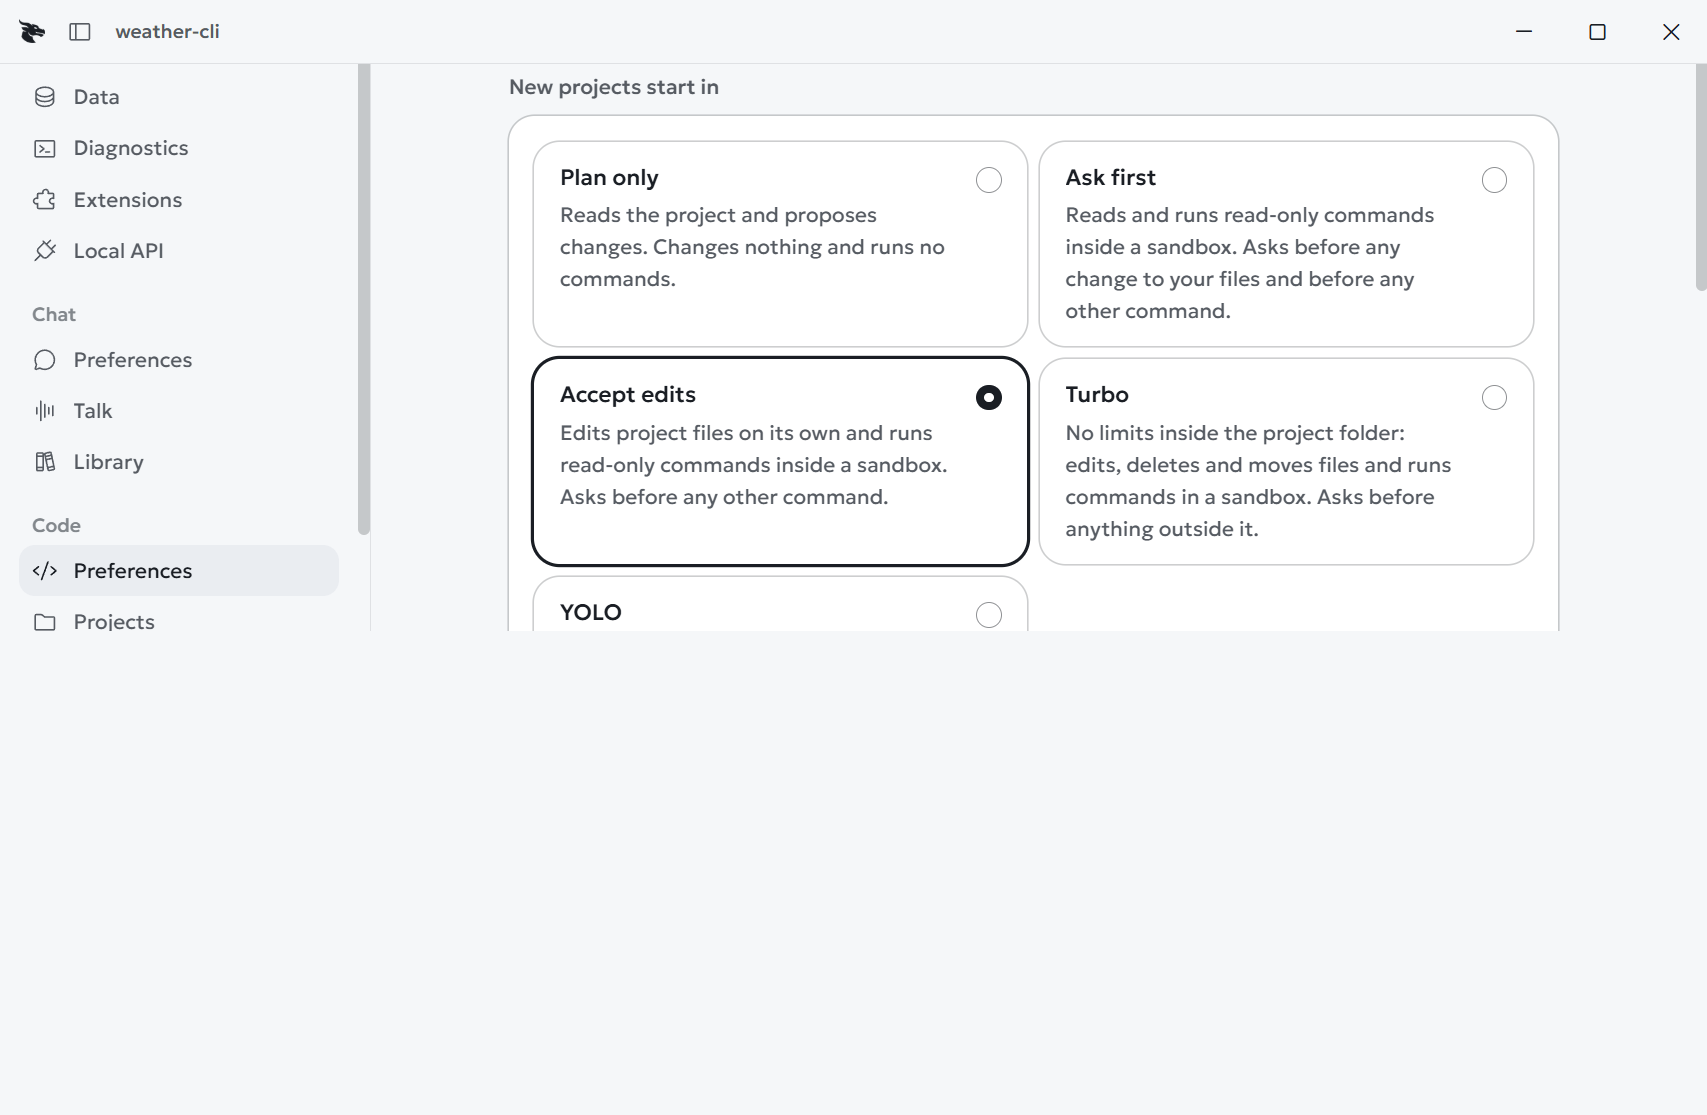 weather-cli
Data
Diagnostics
Extensions
Local API
Chat
Preferences
Talk
Library
Code
Preferences
Projects
New projects start in
Plan only
Reads the project and proposes
changes. Changes nothing and runs no
commands.
Ask first
Reads and runs read-only commands
inside a sandbox. Asks before any
change to your files and before any
other command.
Accept edits
Edits project files on its own and runs
read-only commands inside a sandbox.
Asks before any other command.
Turbo
No limits inside the project folder:
edits, deletes and moves files and runs
commands in a sandbox. Asks before
anything outside it.
YOLO